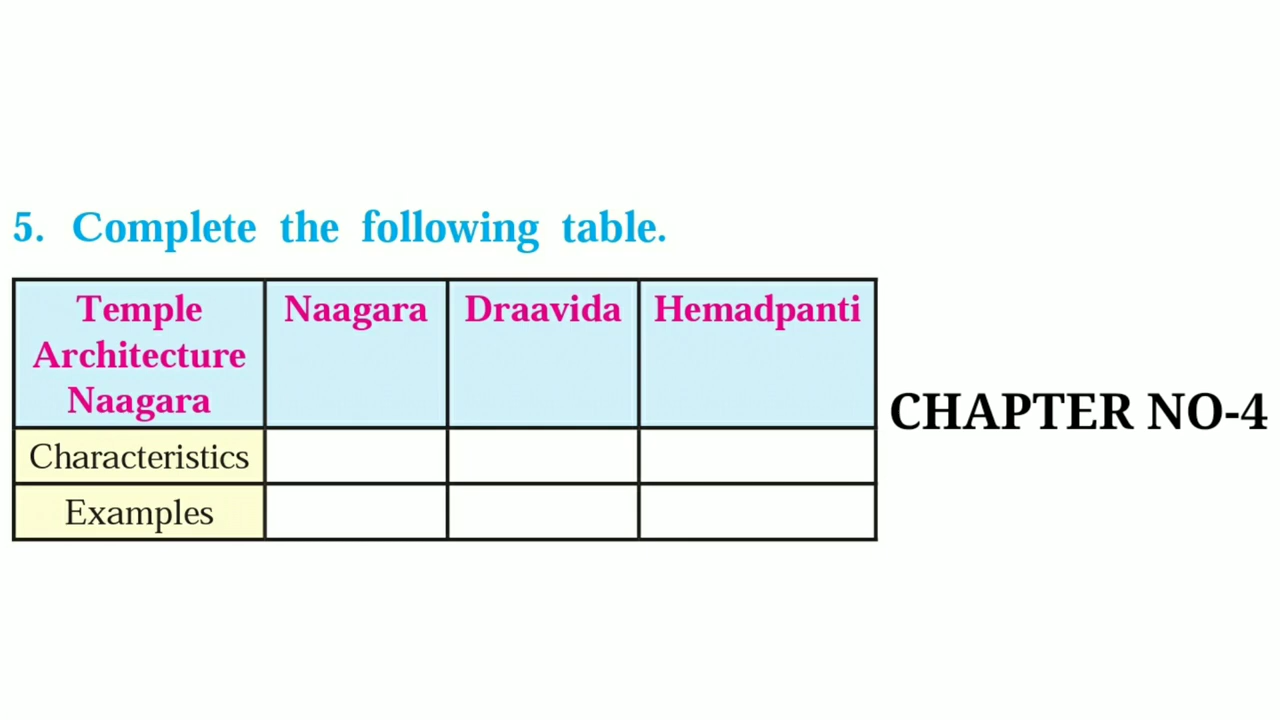 5. Complete the following table.
Temple
Architecture
Naagara
Naagara
Draavida
Hemadpanti
Characteristics
Examples
CHAPTER NO-4